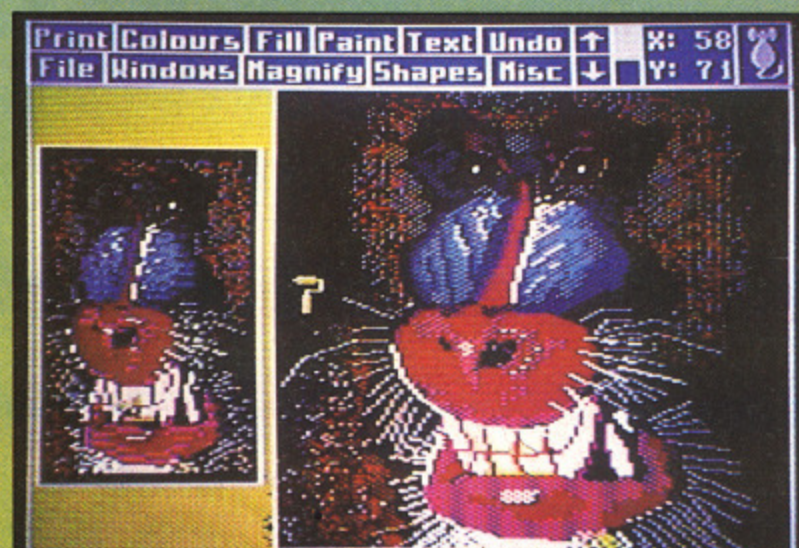 Print Colours Fill Paint Text Undo ↑ X: 58
File Windows Magnify Shapes Misc ↓ Y: 71